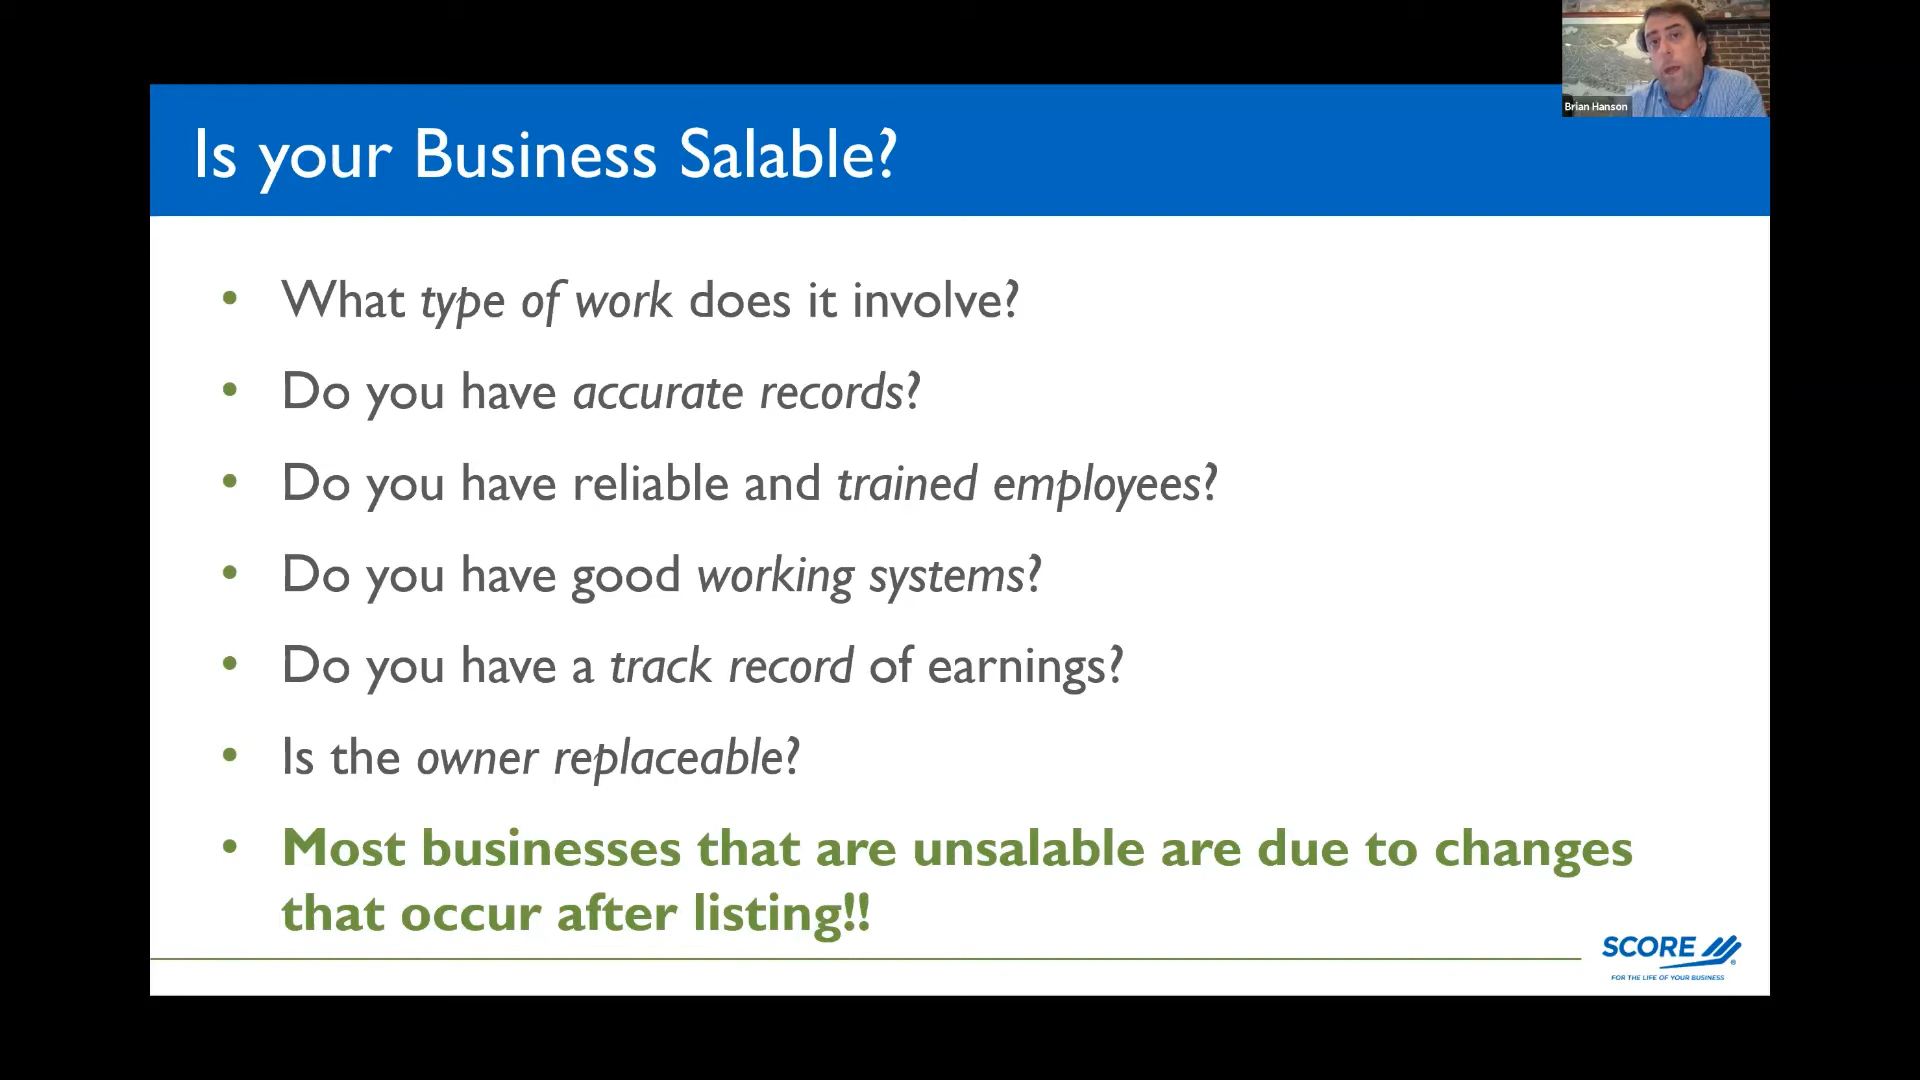 Brian Hanson
Is your Business Salable?
• What type of work does it involve?
• Do you have accurate records?
• Do you have reliable and trained employees?
• Do you have good working systems?
• Do you have a track record of earnings?
• Is the owner replaceable?
• Most businesses that are unsalable are due to changes
that occur after listing!!
SCORE
FOR THE LIFE OF YOUR BUSINESS